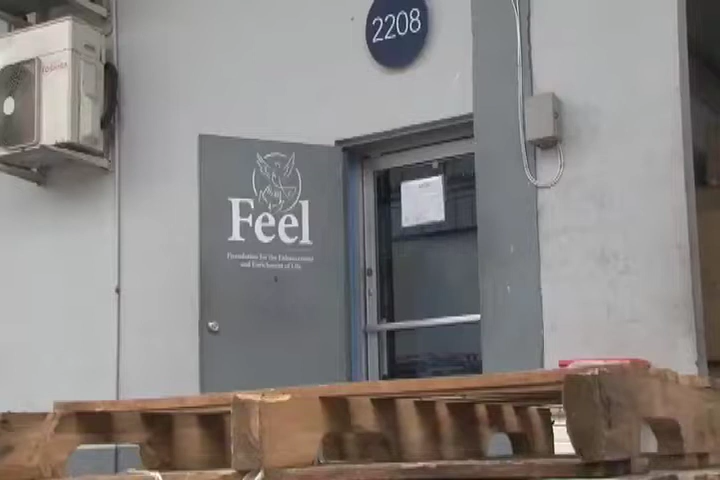 2208
Feel
Foundation for the Enhancement
and Enrichment of Life